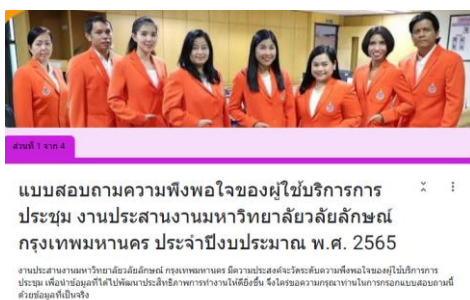 ส่วนที่ 1 จาก 4
แบบสอบถามความพึงพอใจของผู้ใช้บริการการ
ประชุม งานประสานงานมหาวิทยาลัยวลัยลักษณ์
กรุงเทพมหานคร ประจำปีงบประมาณ พ.ศ. 2565
งานประสานงานมหาวิทยาลัยวลัยลักษณ์ กรุงเทพมหานคร มีความประสงค์จะวัดระดับความพึงพอใจของผู้ใช้บริการการ
ประชุม เพื่อนำข้อมูลที่ได้ไปพัฒนาประสิทธิภาพการทำงานให้ดียิ่งขึ้น จึงใคร่ขอความกรุณาท่านในการกรอกแบบสอบถามนี้
ด้วยข้อมูลที่เป็นจริง